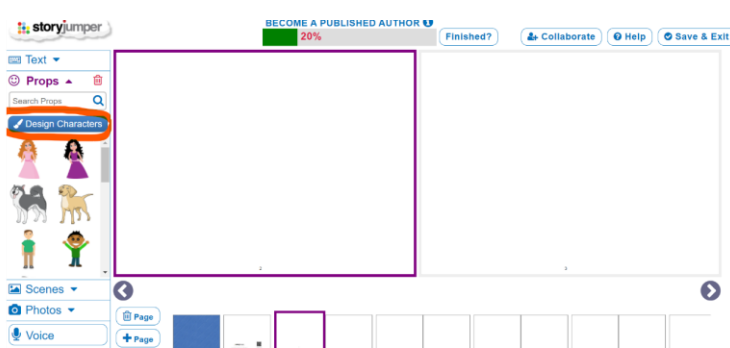 storyjumper
BECOME A PUBLISHED AUTHOR
20%
Finished?
Collaborate
Help
Save & Exit
Text
Props
Search Props
Design Characters
Scenes
Photos
Voice
Page
Page